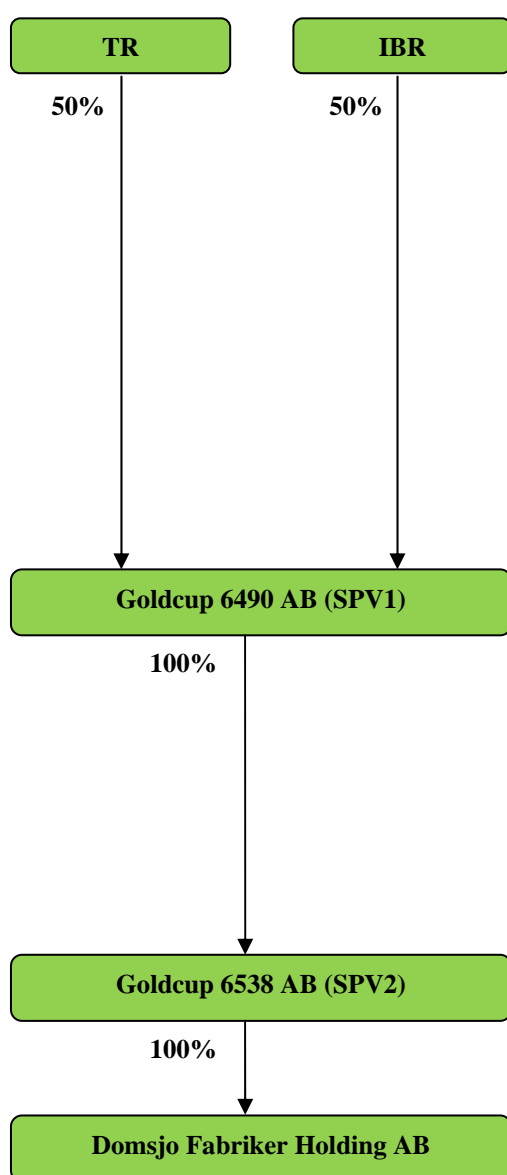 TR
IBR
50%
50%
Goldcup 6490 AB (SPV1)
100%
Goldcup 6538 AB (SPV2)
100%
Domsjo Fabriker Holding AB